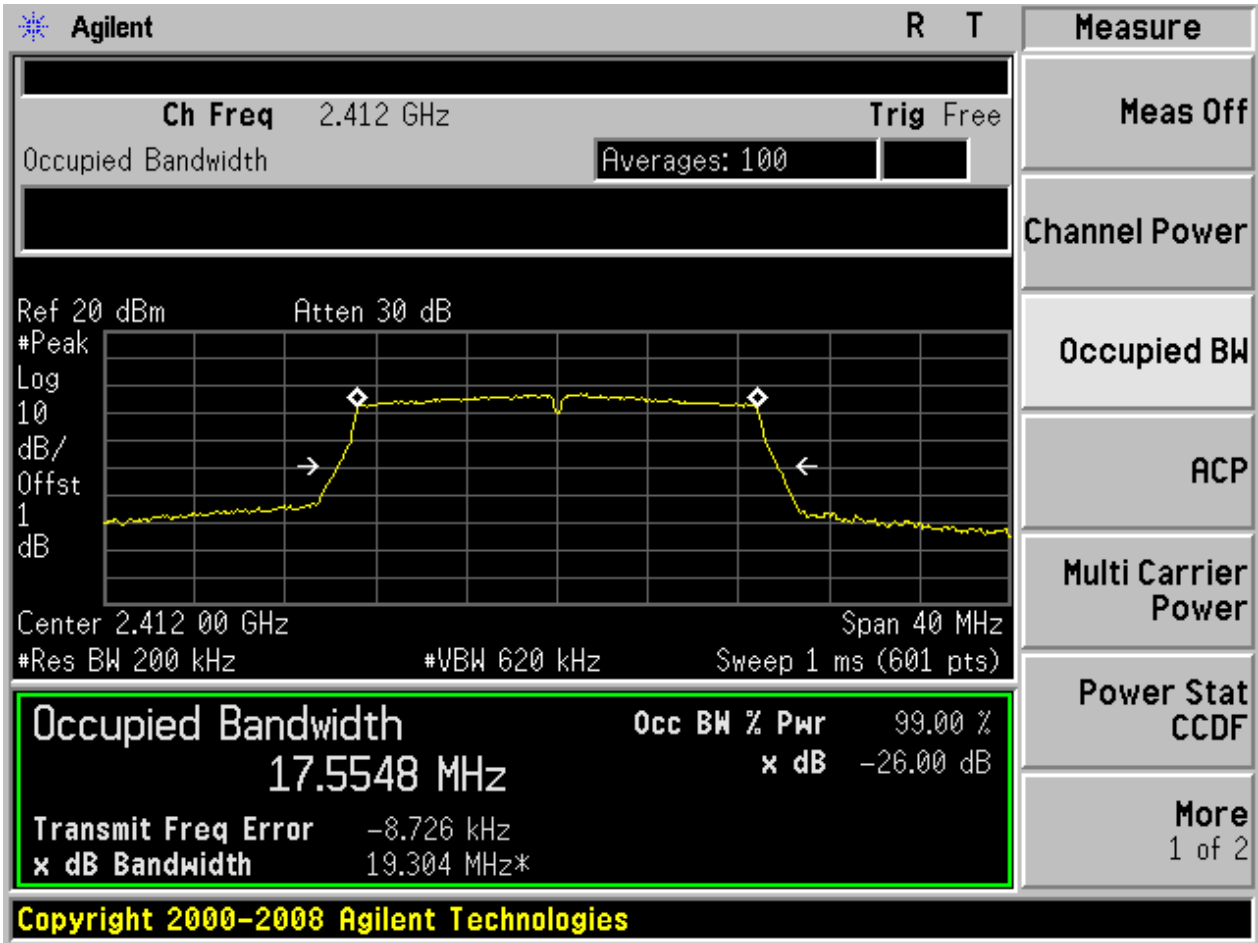 Agilent R T
Measure
Ch Freq 2.412 GHz Trig Free
Occupied Bandwidth Averages: 100
Ref 20 dBm Atten 30 dB
#Peak
Log
10
dB/
Offst
1
dB
Center 2.412 00 GHz Span 40 MHz
#Res BW 200 kHz #VBW 620 kHz Sweep 1 ms (601 pts)
Occupied Bandwidth
17.5548 MHz
Occ BW % Pwr 99.00 %
x dB -26.00 dB
Transmit Freq Error -8.726 kHz
x dB Bandwidth 19.304 MHz*
Meas Off
Channel Power
Occupied BW
ACP
Multi Carrier
Power
Power Stat
CCDF
More
1 of 2
Copyright 2000-2008 Agilent Technologies